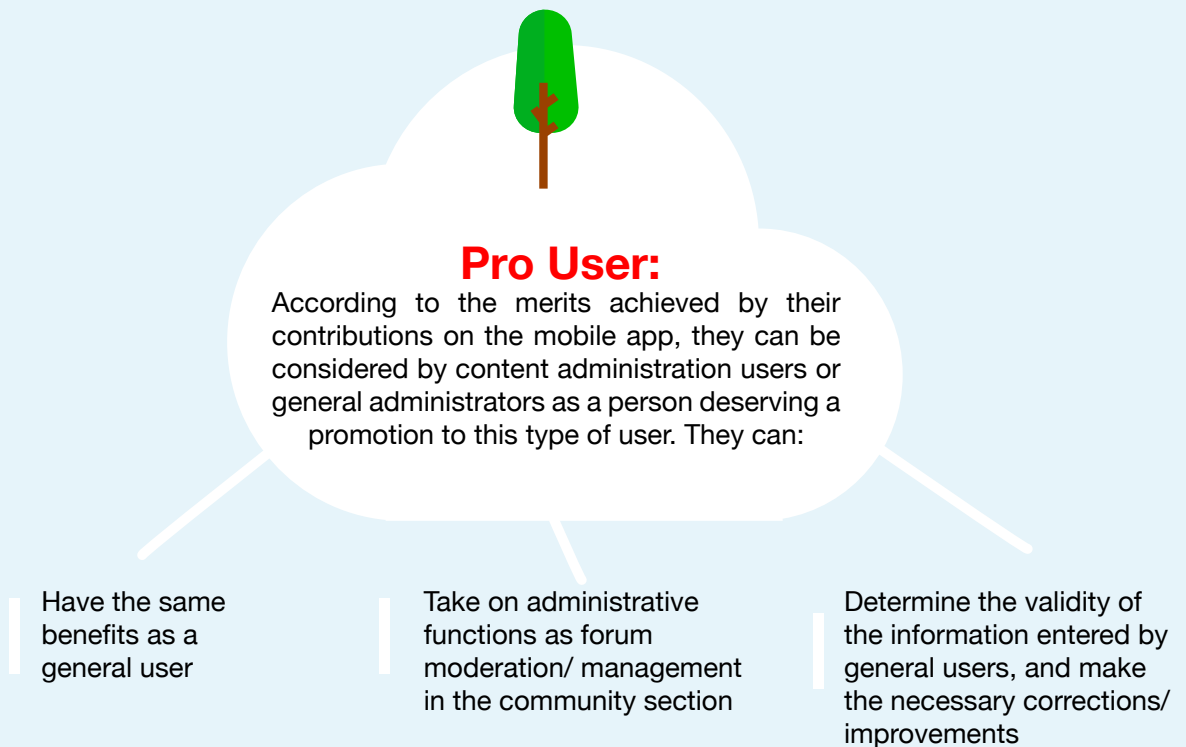 Pro User:
According to the merits achieved by their
contributions on the mobile app, they can be
considered by content administration users or
general administrators as a person deserving a
promotion to this type of user. They can:
Have the same
benefits as a
general user
Take on administrative
functions as forum
moderation/ management
in the community section
Determine the validity of
the information entered by
general users, and make
the necessary corrections/
improvements